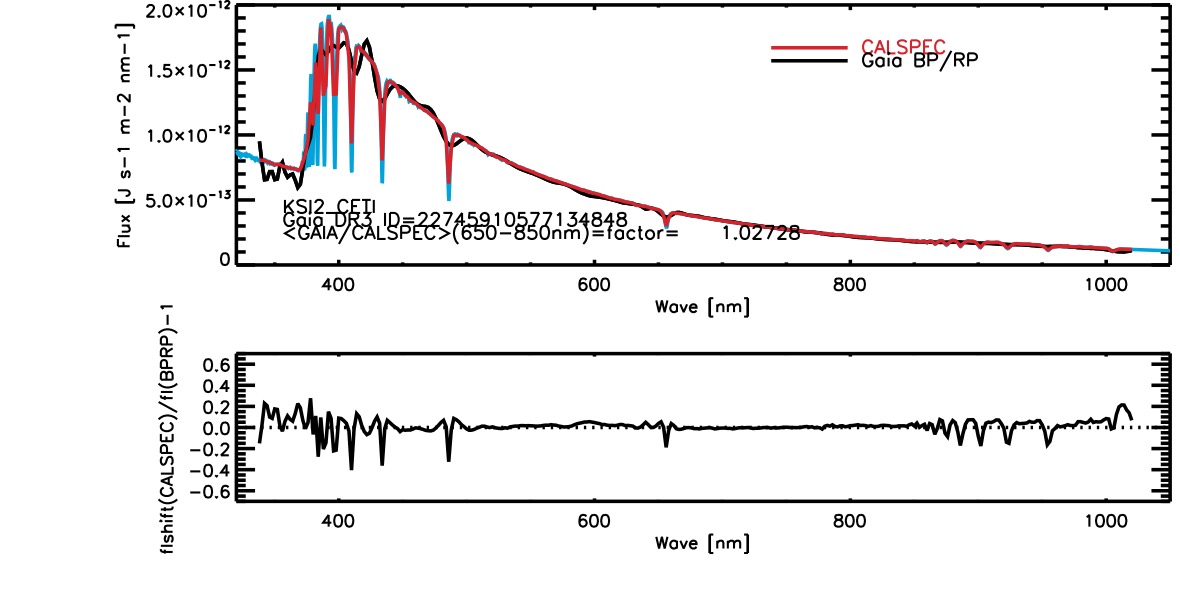 2.0×10−12
1.5×10−12
1.0×10−12
5.0×10−13
0
Flux [J s−1 m−2 nm−1]
CALSPEC
Gaia BP/RP
KSI2_CETI
Gaia DR3 ID=22745910577134848
<GAIA/CALSPEC>(650−850nm)=factor= 1.02728
400 600 800 1000
Wave [nm]
flshift(CALSPEC)/fl(BPRP)−1
0.6
0.4
0.2
0.0
−0.2
−0.4
−0.6
400 600 800 1000
Wave [nm]